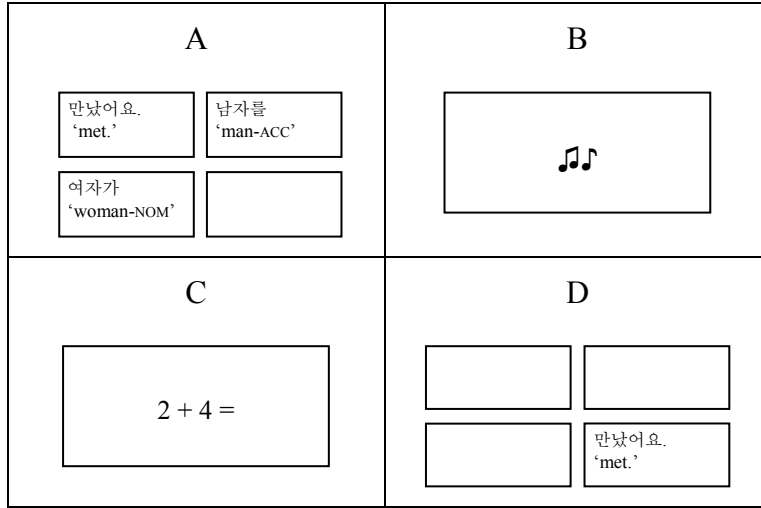 A
만났어요.
‘met.’
남자를
‘man-ACC’
여자가
‘woman-NOM’
B
♫♪
C
2 + 4 =
D
만났어요.
‘met.’